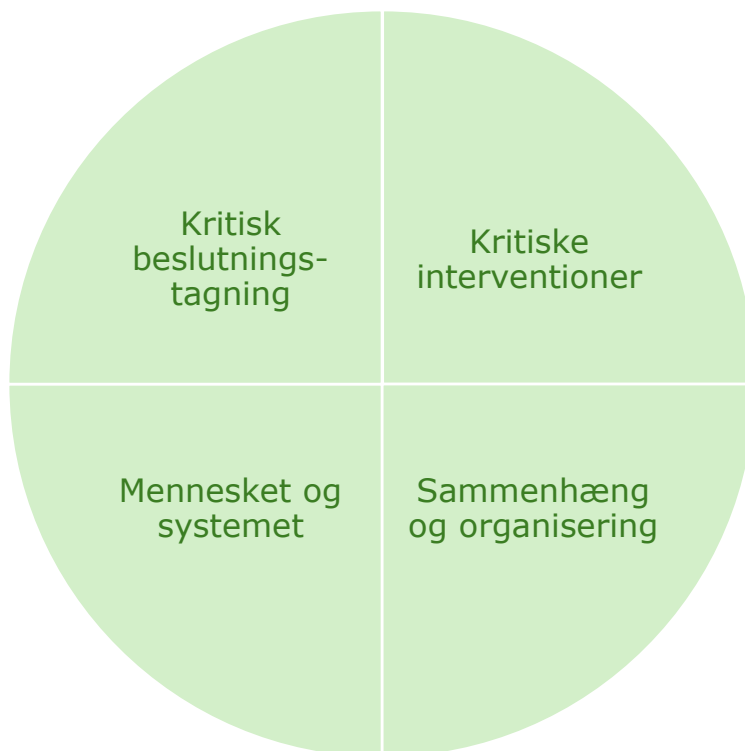 Kritisk
beslutnings-
tagning
Kritiske
interventioner
Mennesket og
systemet
Sammenhæng
og organisering